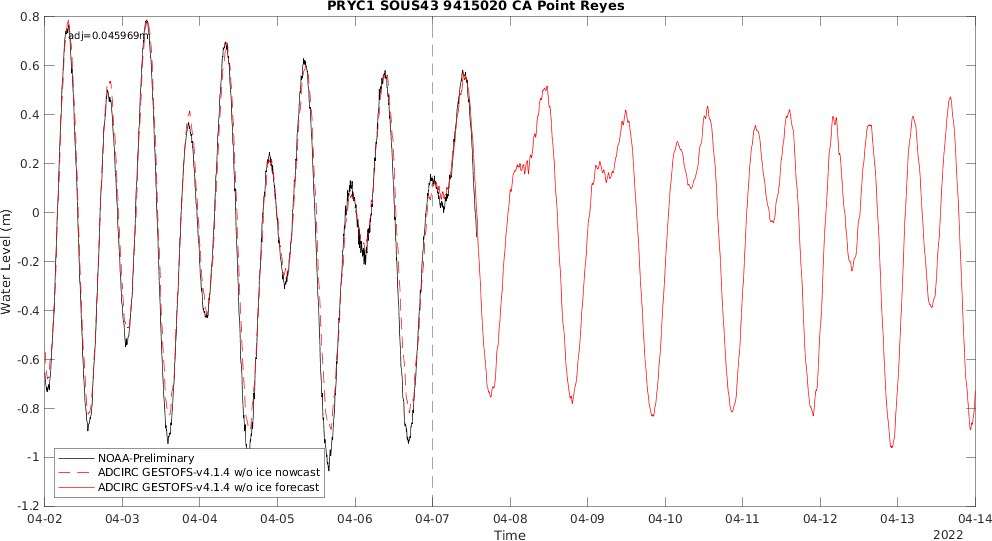 PRYC1 SOUS43 9415020 CA Point Reyes
adj=0.045969m
0.8
0.6
0.4
0.2
0
-0.2
-0.4
-0.6
-0.8
-1
-1.2
Water Level (m)
NOAA-Preliminary
ADCIRC GESTOFS-v4.1.4 w/o ice nowcast
ADCIRC GESTOFS-v4.1.4 w/o ice forecast
04-02 04-03 04-04 04-05 04-06 04-07 04-08 04-09 04-10 04-11 04-12 04-13 04-14
Time
2022